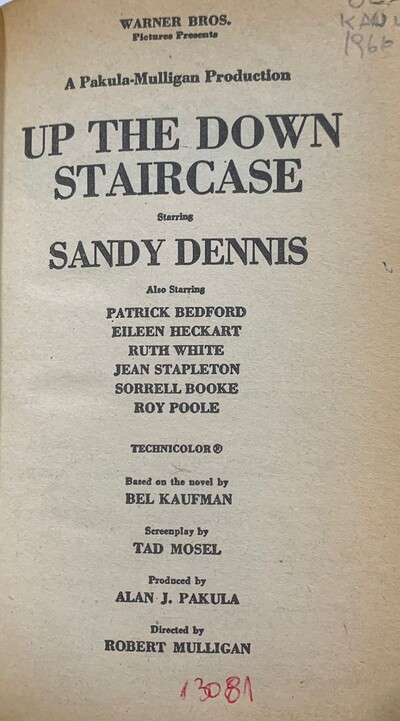 WARNER BROS.
Pictures Presents
1966
A Pakula-Mulligan Production
UP THE DOWN
STAIRCASE
Starring
SANDY DENNIS
Also Starring
PATRICK BEDFORD
EILEEN HECKART
RUTH WHITE
JEAN STAPLETON
SORRELL BOOKE
ROY POOLE
TECHNICOLOR®
Based on the novel by
BEL KAUFMAN
Screenplay by
TAD MOSEL
Produced by
ALAN J. PAKULA
Directed by
ROBERT MULLIGAN
13081